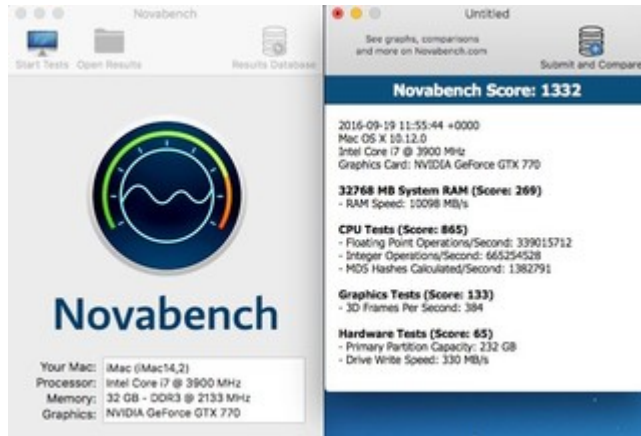 Novabench
Start Tests
Open Results
Results Database
Novabench
Your Mac: iMac (iMac14,2)
Processor: Intel Core i7 @ 3900 MHz
Memory: 32 GB - DDR3 @ 2133 MHz
Graphics: NVIDIA GeForce GTX 770
Untitled
See graphs, comparisons
and more on Novabench.com
Submit and Compare
Novabench Score: 1332
2016-09-19 11:55:44 +0000
Mac OS X 10.12.0
Intel Core i7 @ 3900 MHz
Graphics Card: NVIDIA GeForce GTX 770
32768 MB System RAM (Score: 269)
- RAM Speed: 10098 MB/s
CPU Tests (Score: 865)
- Floating Point Operations/Second: 339015712
- Integer Operations/Second: 665254528
- MD5 Hashes Calculated/Second: 1382791
Graphics Tests (Score: 133)
- 3D Frames Per Second: 384
Hardware Tests (Score: 65)
- Primary Partition Capacity: 232 GB
- Drive Write Speed: 330 MB/s